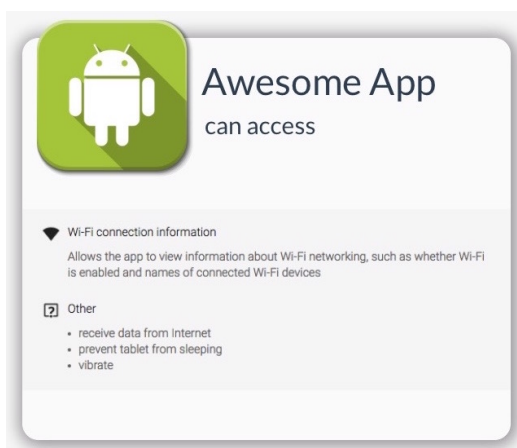 Awesome App
can access
Wi-Fi connection information
Allows the app to view information about Wi-Fi networking, such as whether Wi-Fi
is enabled and names of connected Wi-Fi devices
Other
• receive data from Internet
• prevent tablet from sleeping
• vibrate